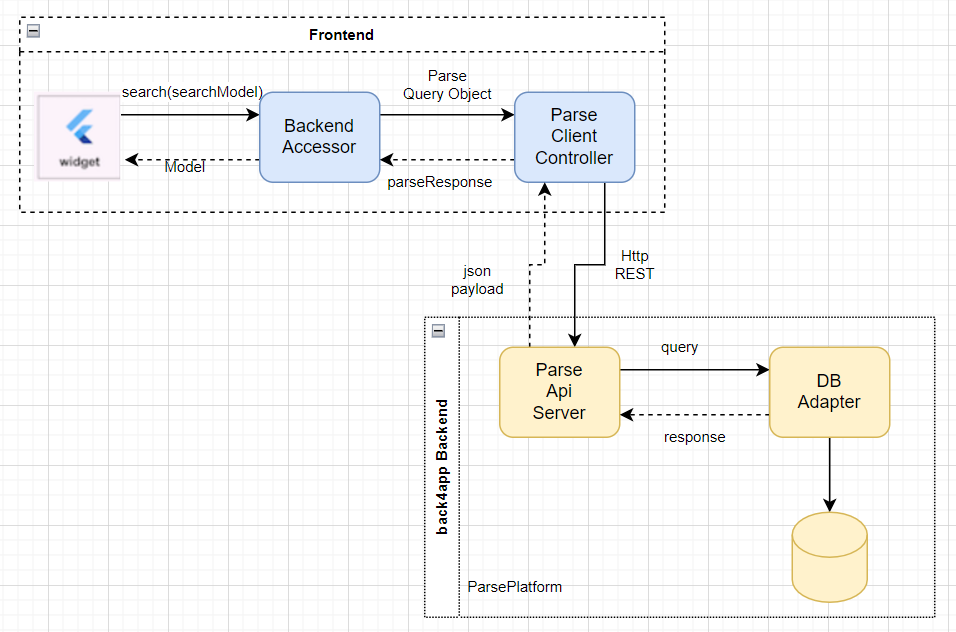 Frontend
search(searchModel)
Parse
Query Object
widget
Backend
Accessor
Parse
Client
Controller
Model
parseResponse
Http
REST
json
payload
back4app Backend
Parse
Api
Server
query
DB
Adapter
response
ParsePlatform